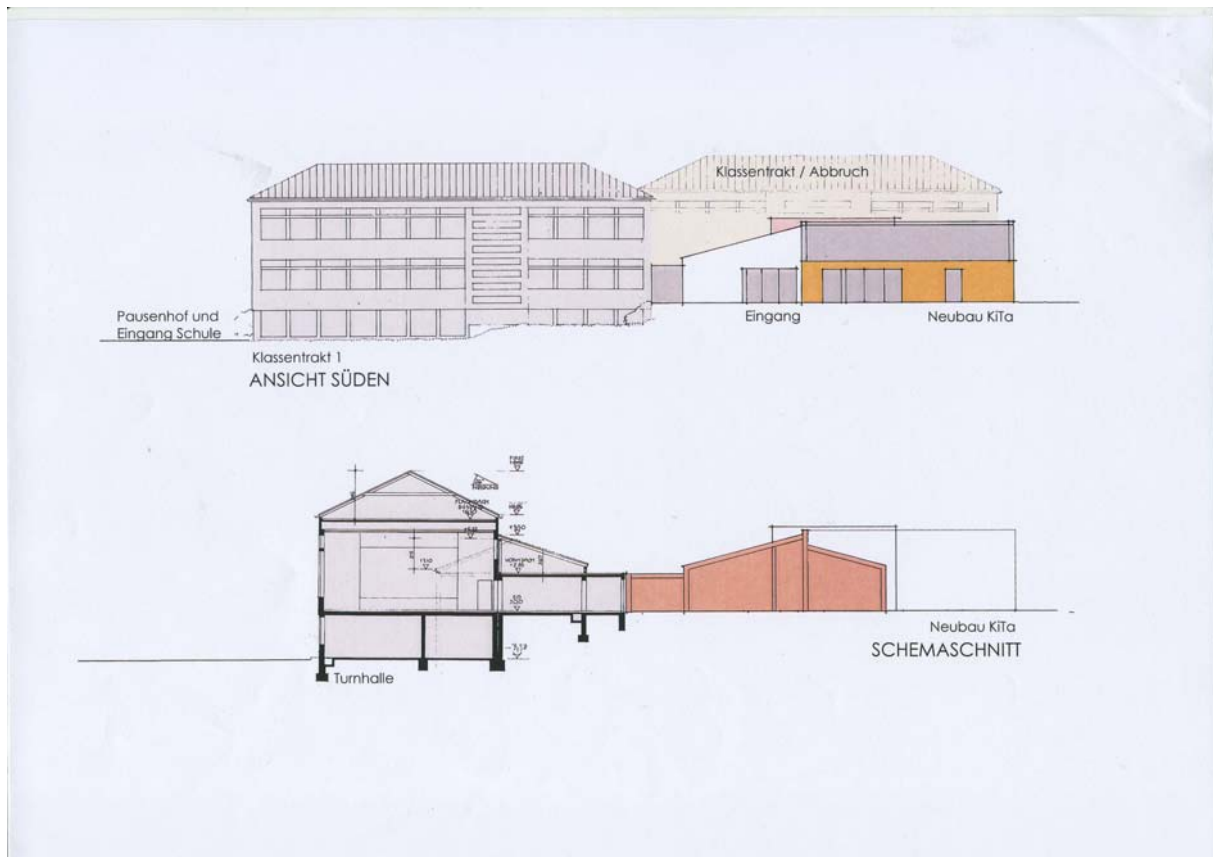 Klassentrakt / Abbruch
Pausenhof und
Eingang Schule
Eingang
Neubau KiTa
Klassentrakt 1
ANSICHT SÜDEN
Neubau KiTa
SCHEMASCHNITT
Turnhalle